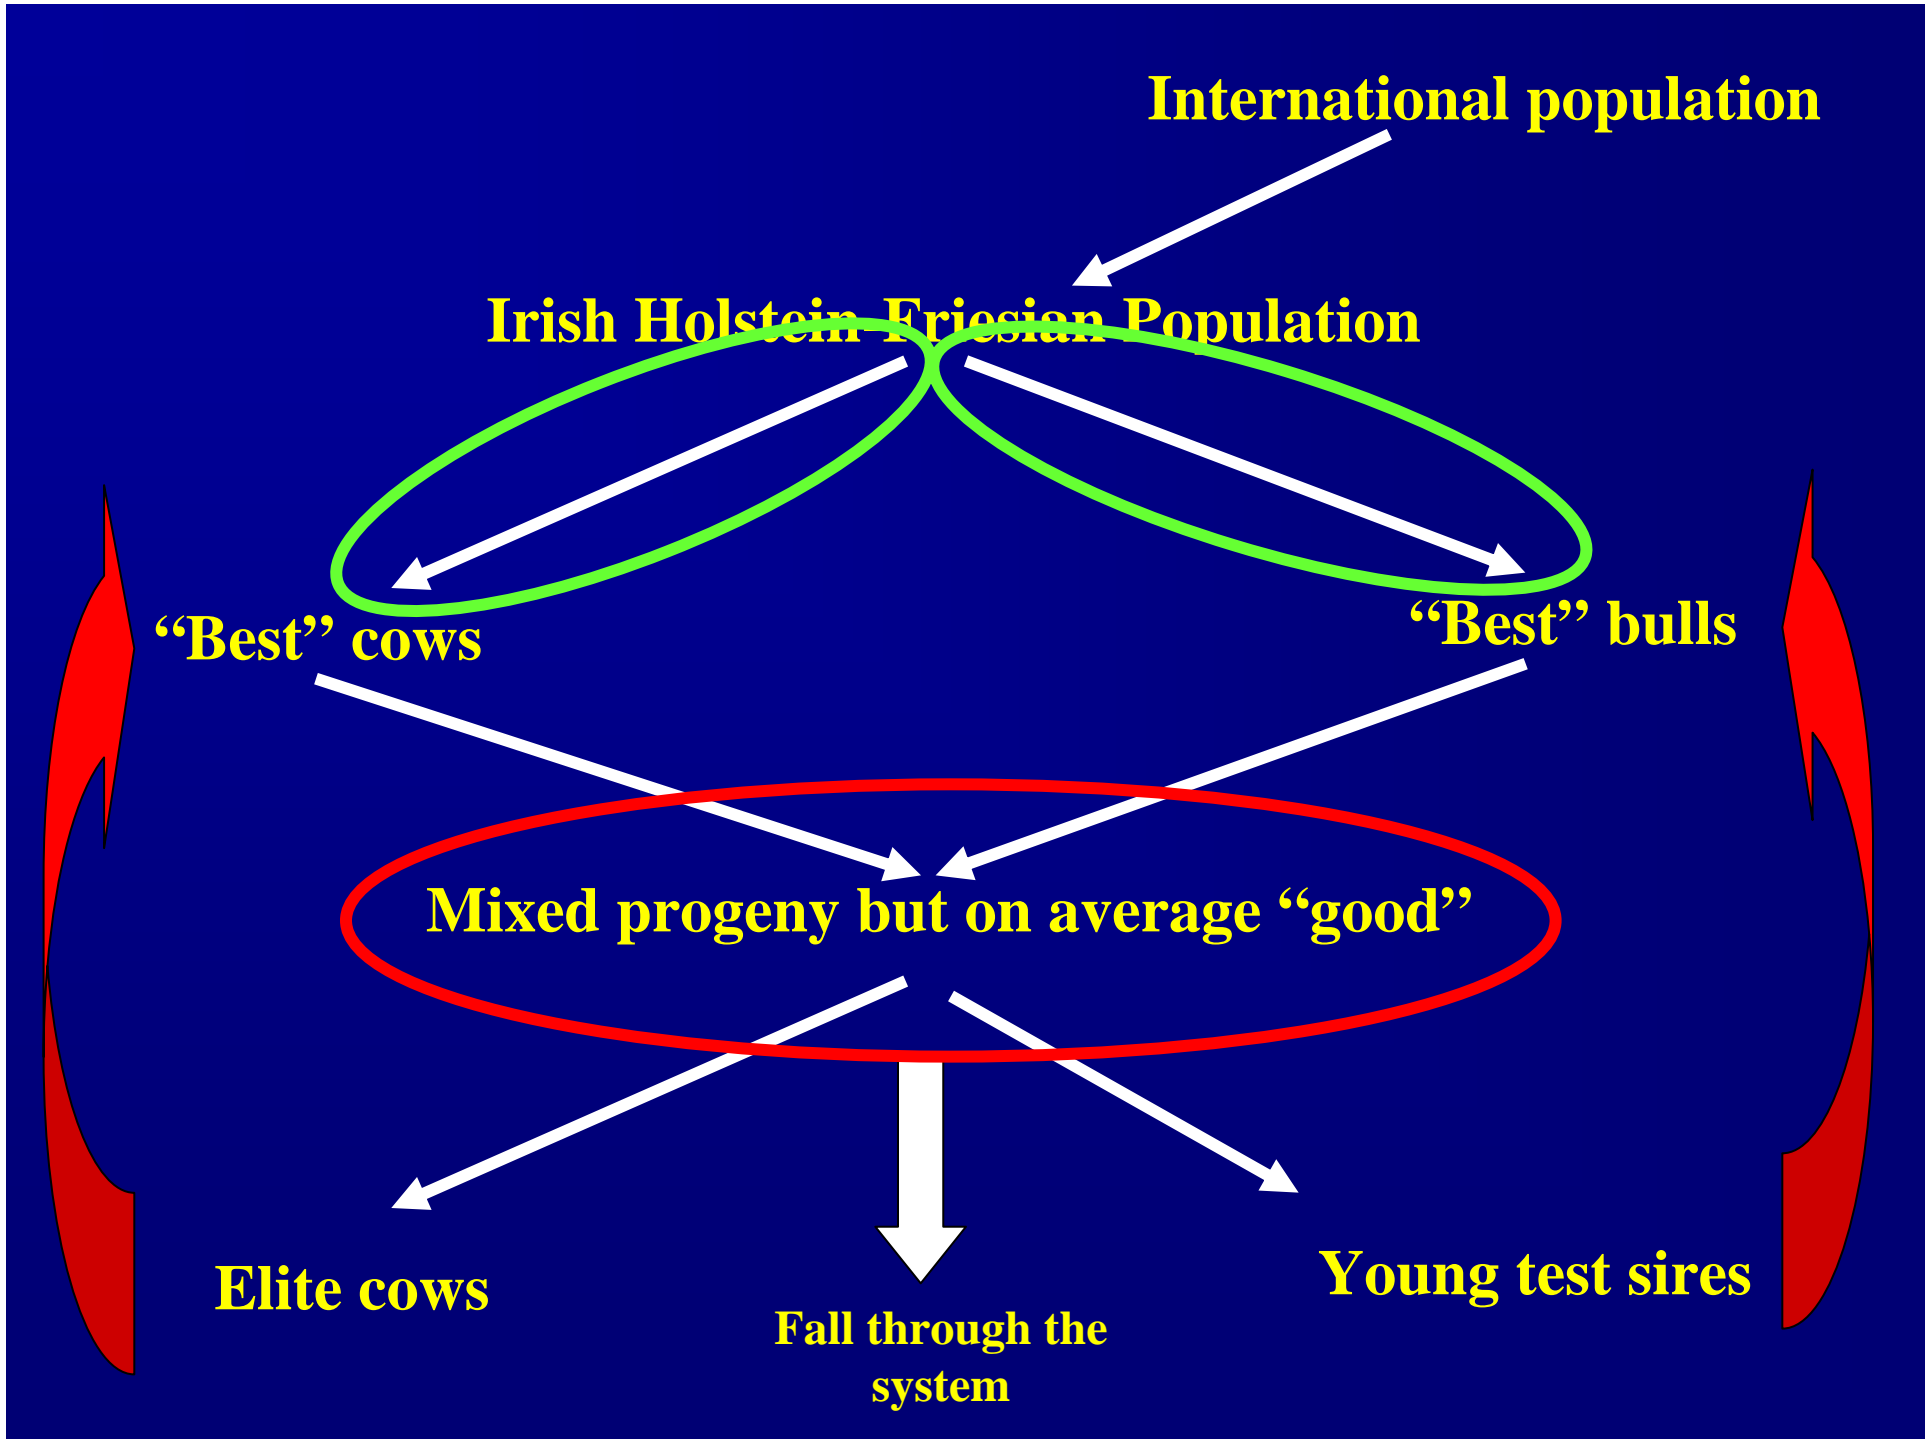 International population
Irish Holstein-Friesian Population
“Best” cows
“Best” bulls
Mixed progeny but on average “good”
Elite cows
Young test sires
Fall through the
system